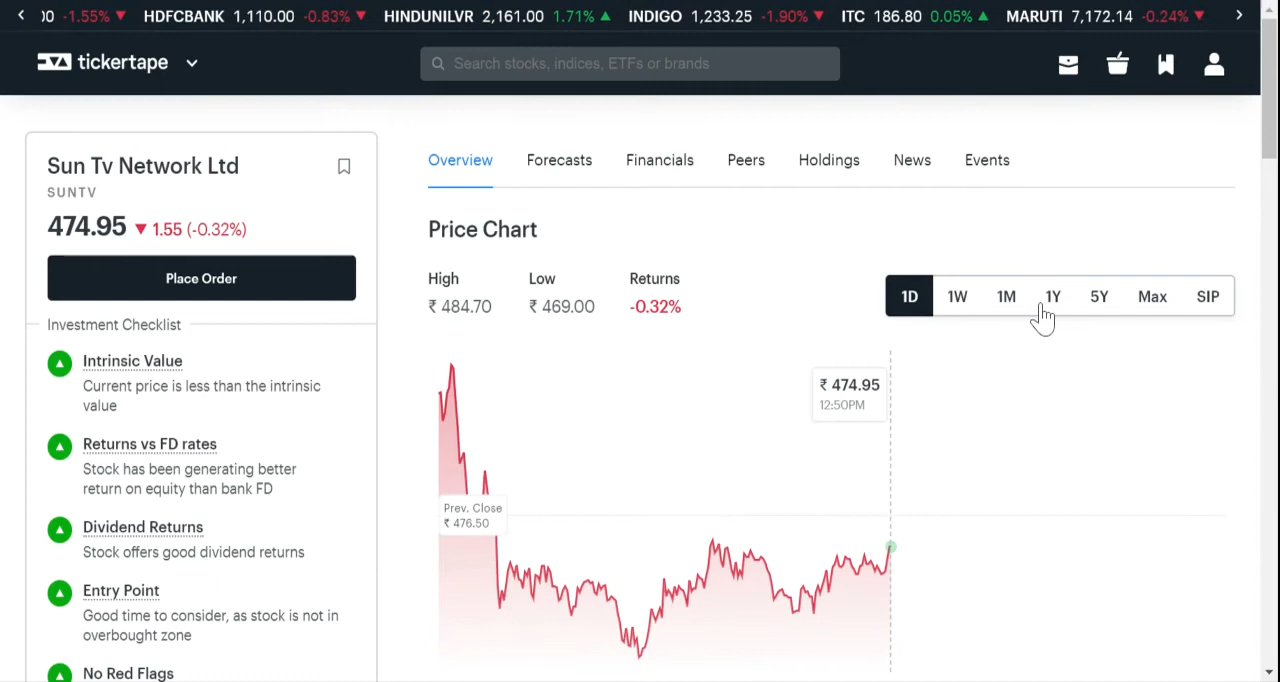 00 -1.55% ▼ HDFCBANK 1,110.00 -0.83% ▼ HINDUNILVR 2,161.00 1.71% ▲ INDIGO 1,233.25 -1.90% ▼ ITC 186.80 0.05% ▲ MARUTI 7,172.14 -0.24% ▼
tickertape
Search stocks, indices, ETFs or brands
Sun Tv Network Ltd
SUNTV
474.95 ▼ 1.55 (-0.32%)
Place Order
Investment Checklist
Intrinsic Value
Current price is less than the intrinsic
value
Returns vs FD rates
Stock has been generating better
return on equity than bank FD
Dividend Returns
Stock offers good dividend returns
Entry Point
Good time to consider, as stock is not in
overbought zone
No Red Flags
Overview Forecasts Financials Peers Holdings News Events
Price Chart
High Low Returns
₹ 484.70 ₹ 469.00 -0.32%
1D 1W 1M 1Y 5Y Max SIP
₹ 474.95
12:50PM
Prev. Close
₹ 476.50